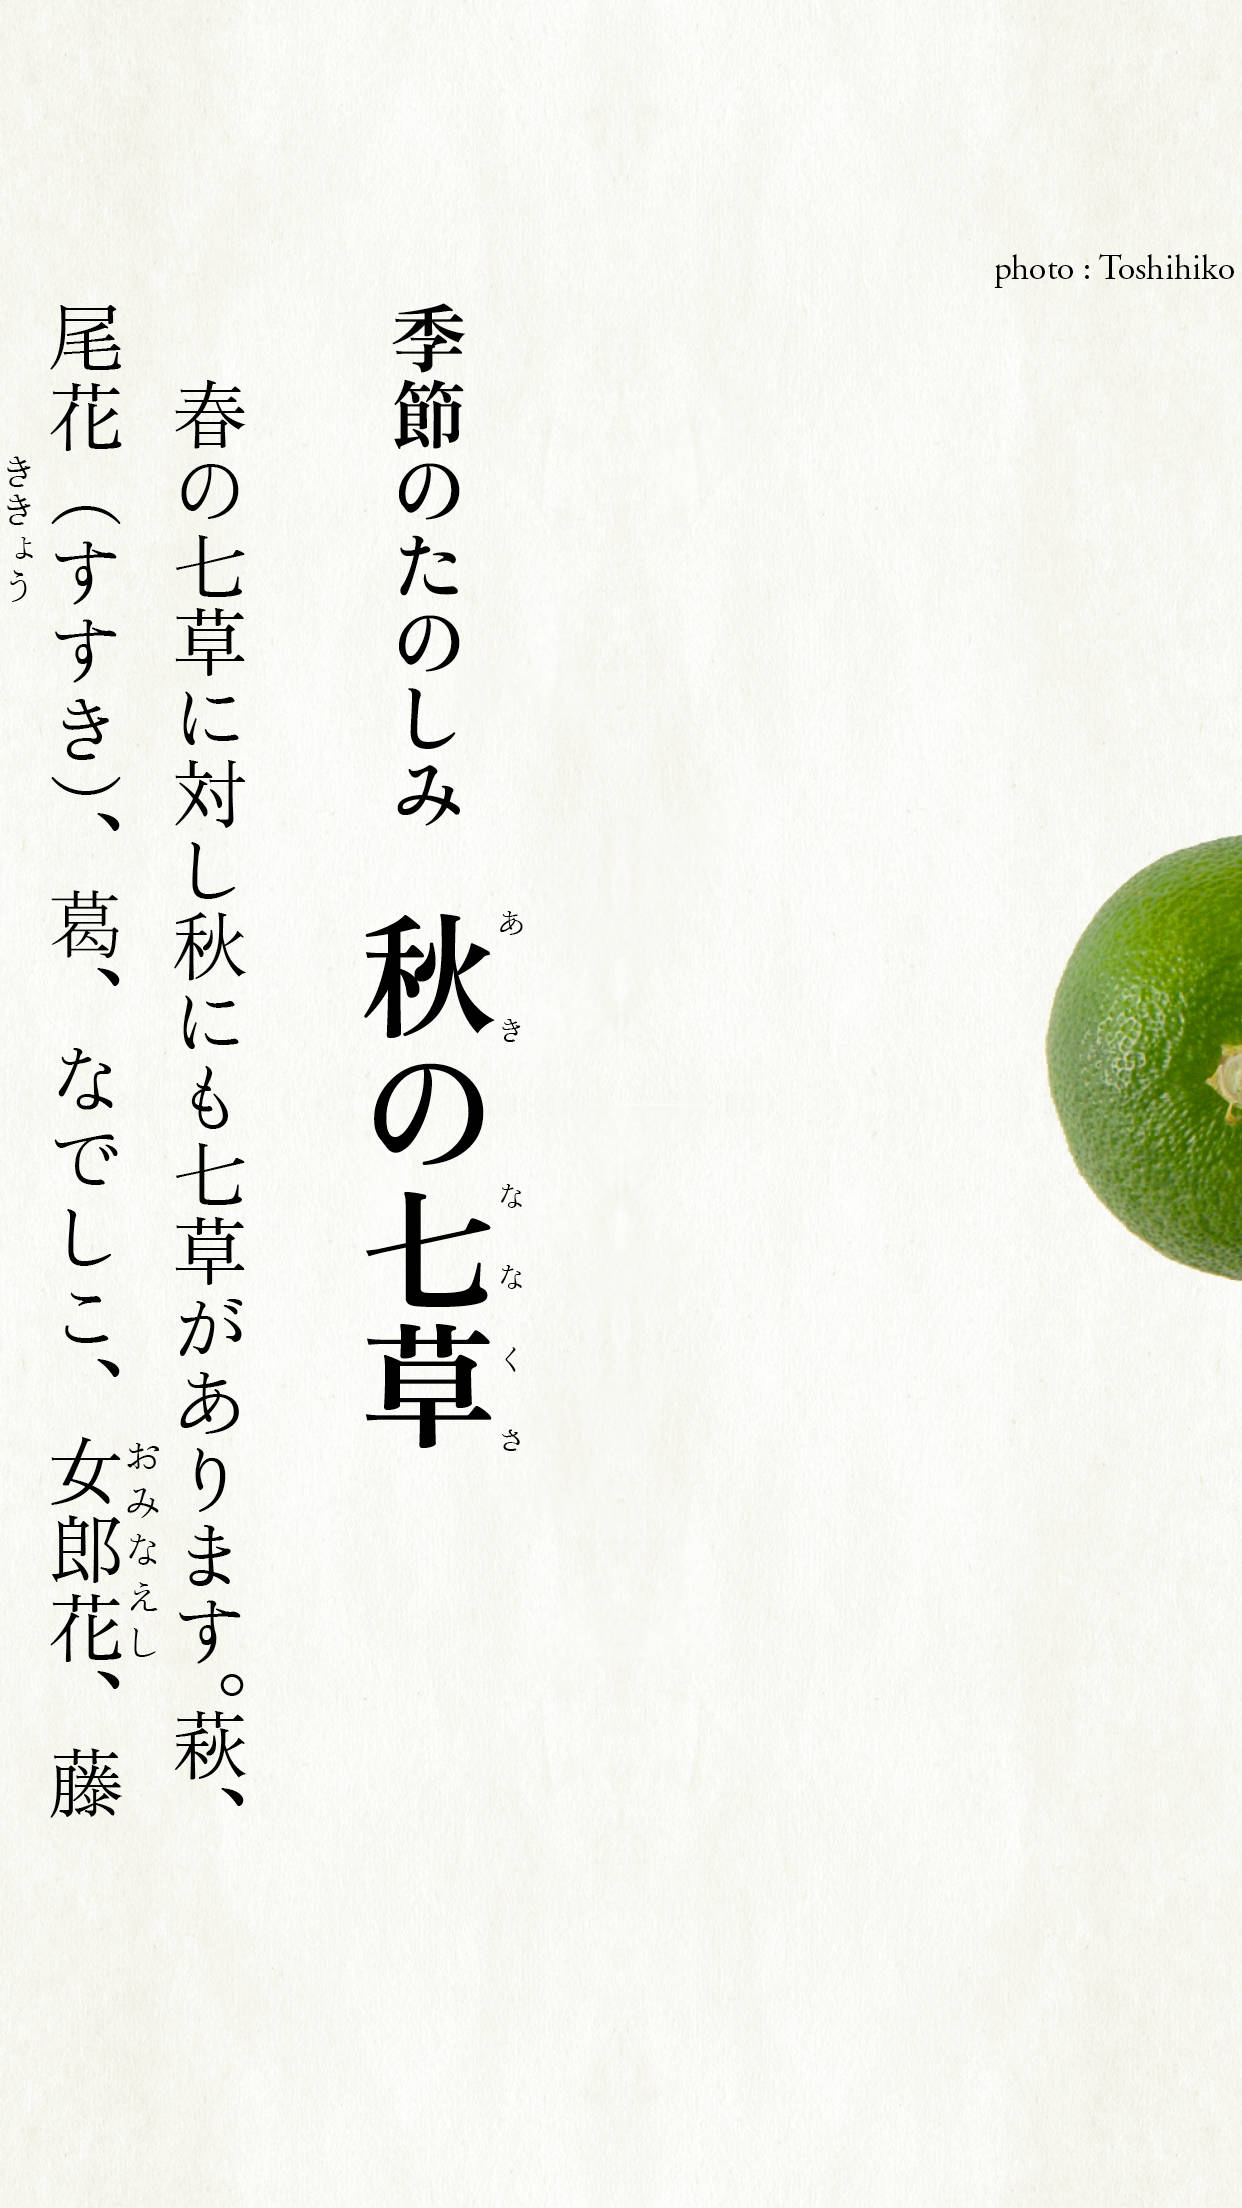 photo : Toshihiko
季節のたのしみ 秋の七草
あき ななくさ
春の七草に対し秋にも七草があります。萩、
尾花（すすき）、葛、なでしこ、女郎花、藤
おみなえし
ききょう